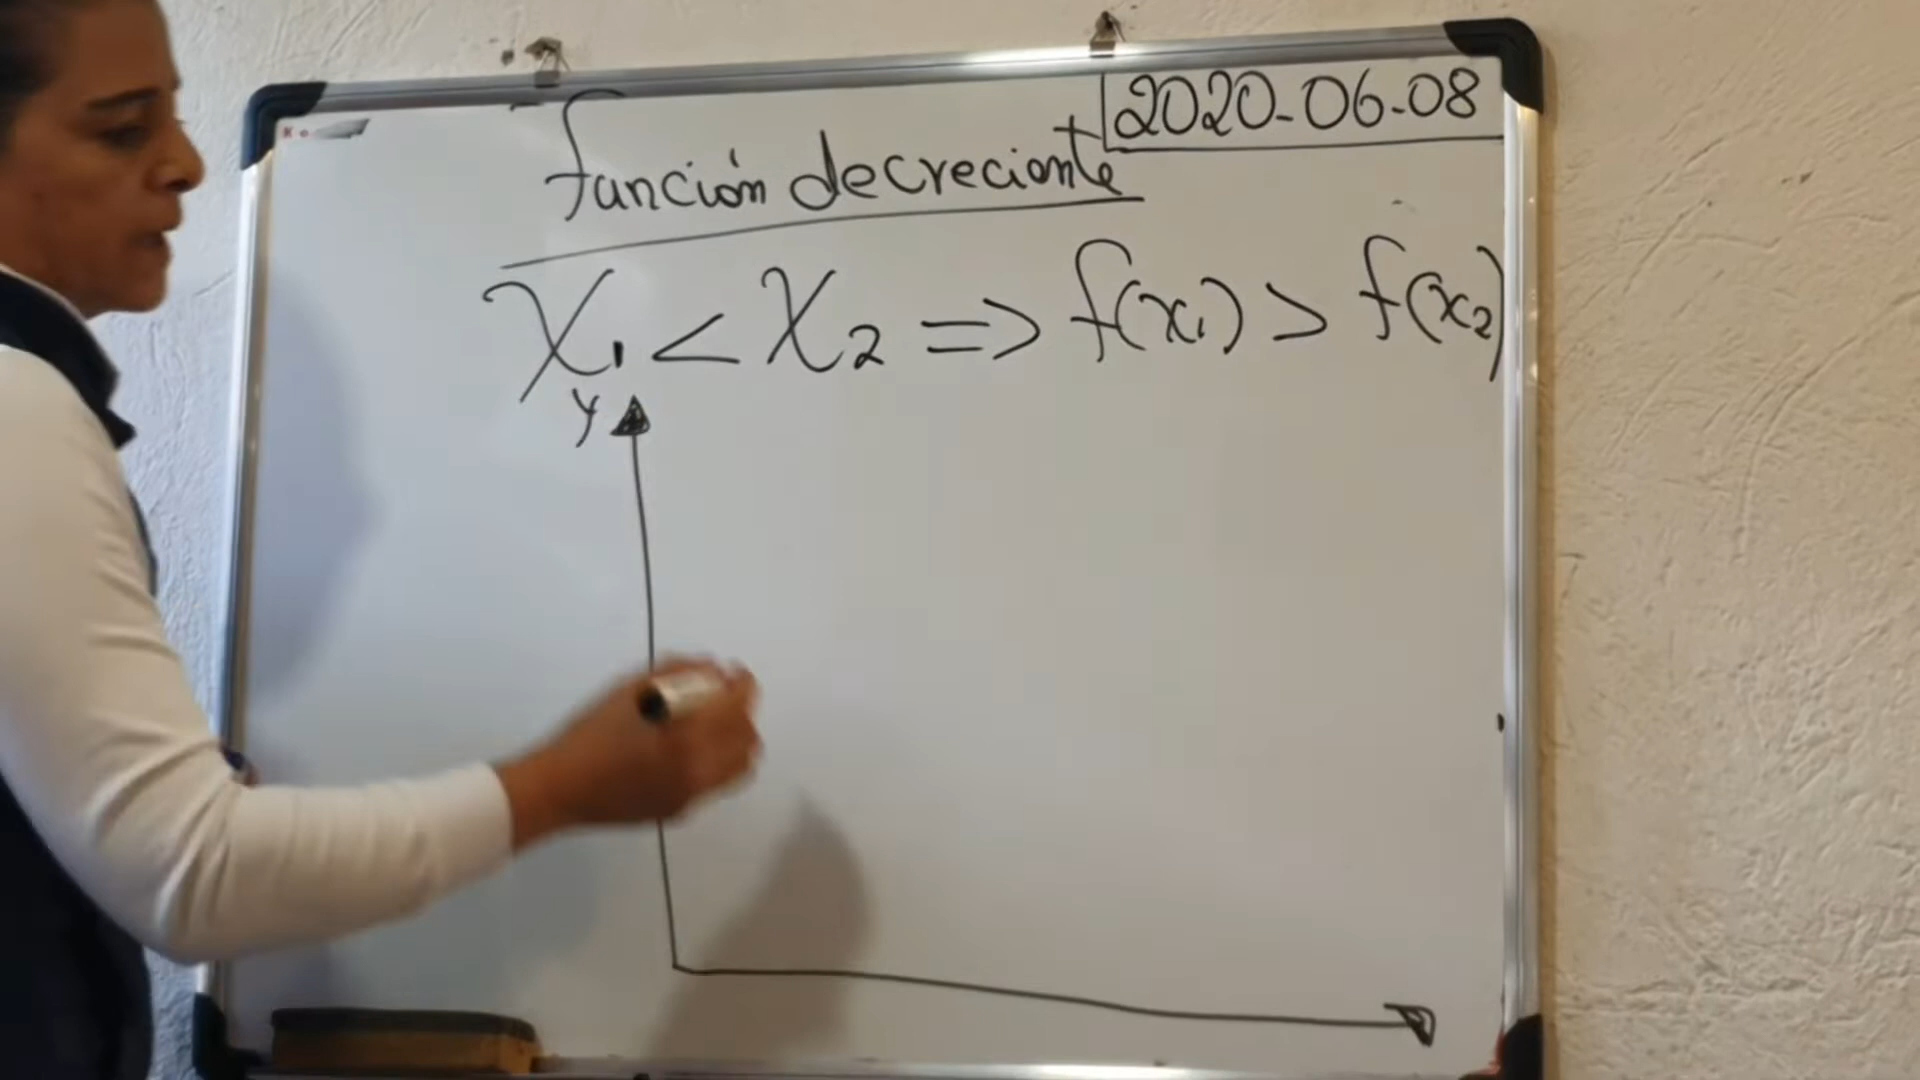 2020-06-08
función decreciente
X₁ < X₂ => f(x₁) > f(x₂)
y